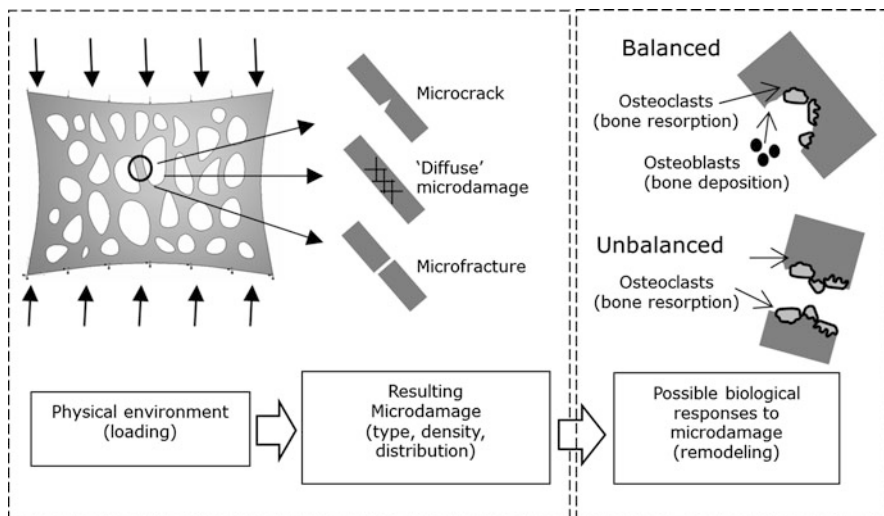 Microcrack
'Diffuse'
microdamage
Microfracture
Physical environment
(loading)
Resulting
Microdamage
(type, density,
distribution)
Balanced
Osteoclasts
(bone resorption)
Osteoblasts
(bone deposition)
Unbalanced
Osteoclasts
(bone resorption)
Possible biological
responses to
microdamage
(remodeling)